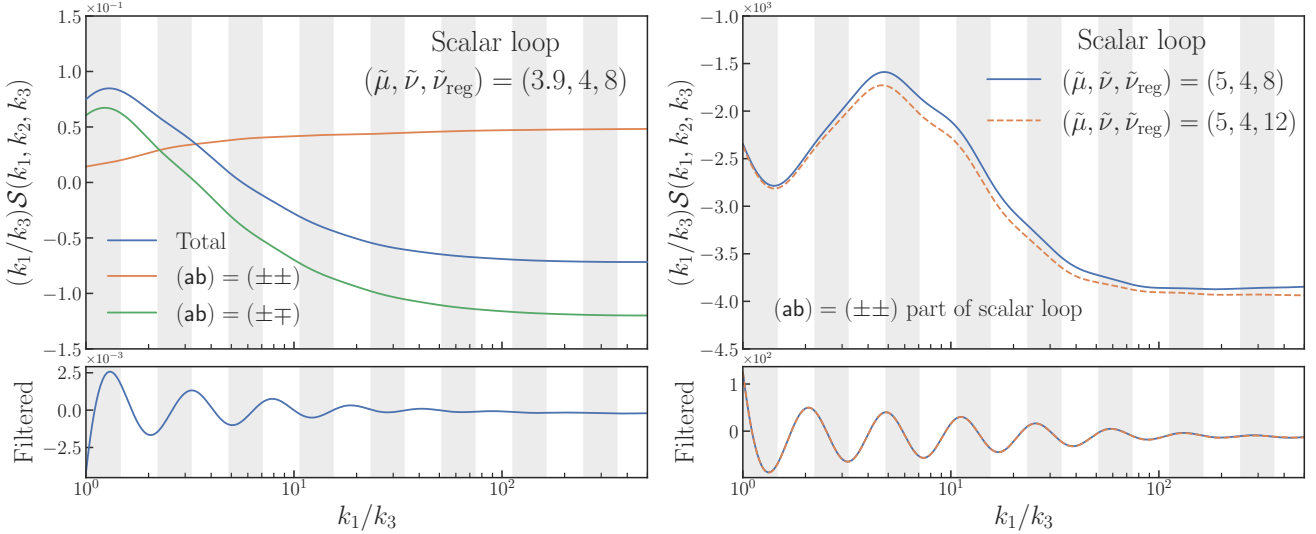 ×10⁻¹
1.5
1.0
0.5
0.0
−0.5
−1.0
−1.5
(k₁/k₃)𝒮(k₁, k₂, k₃)
Scalar loop
(μ̃, ν̃, ν̃_reg) = (3.9, 4, 8)
Total
(ab) = (±±)
(ab) = (±∓)
×10⁻³
2.5
0.0
−2.5
Filtered
10⁰
10¹
10²
k₁/k₃
×10³
−1.0
−1.5
−2.0
−2.5
−3.0
−3.5
−4.0
−4.5
(k₁/k₃)𝒮(k₁, k₂, k₃)
Scalar loop
(μ̃, ν̃, ν̃_reg) = (5, 4, 8)
(μ̃, ν̃, ν̃_reg) = (5, 4, 12)
(ab) = (±±) part of scalar loop
×10²
1
0
Filtered
10⁰
10¹
10²
k₁/k₃